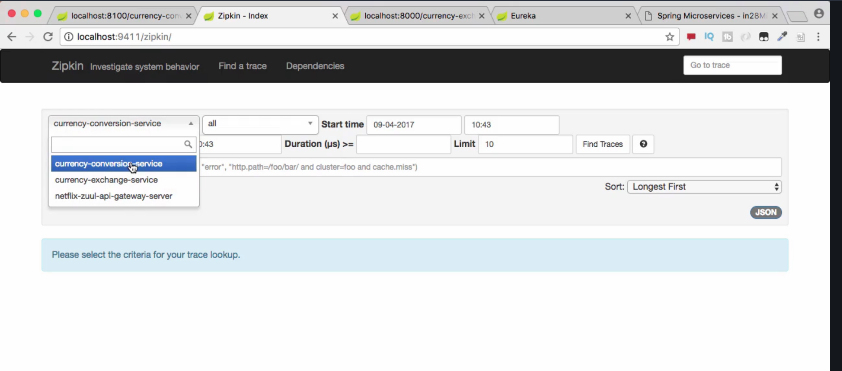 localhost:8100/currency-con
Zipkin - Index
localhost:8000/currency-exch
Eureka
Spring Microservices - in28M
localhost:9411/zipkin/
Zipkin Investigate system behavior Find a trace Dependencies Go to trace
currency-conversion-service all Start time 09-04-2017 10:43
0:43 Duration (μs) >= Limit 10 Find Traces
currency-conversion-service
"error", "http.path=/foo/bar/ and cluster=foo and cache.miss")
currency-exchange-service
Sort: Longest First
netflix-zuul-api-gateway-server
JSON
Please select the criteria for your trace lookup.